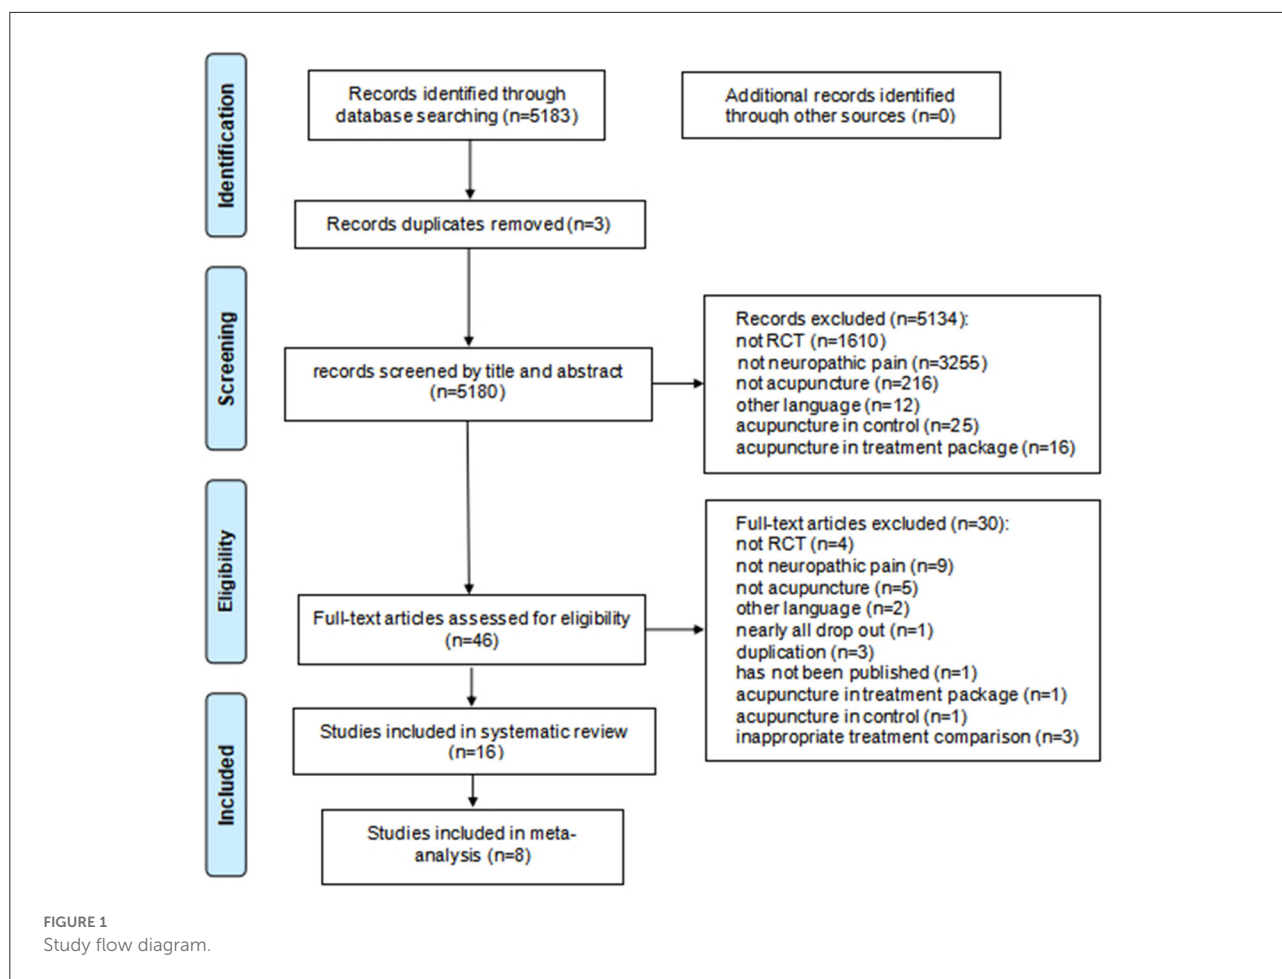 Identification
Records identified through
database searching (n=5183)
Additional records identified
through other sources (n=0)
Records duplicates removed (n=3)
Screening
records screened by title and abstract
(n=5180)
Records excluded (n=5134):
not RCT (n=1610)
not neuropathic pain (n=3255)
not acupuncture (n=216)
other language (n=12)
acupuncture in control (n=25)
acupuncture in treatment package (n=16)
Eligibility
Full-text articles assessed for eligibility
(n=46)
Full-text articles excluded (n=30):
not RCT (n=4)
not neuropathic pain (n=9)
not acupuncture (n=5)
other language (n=2)
nearly all drop out (n=1)
duplication (n=3)
has not been published (n=1)
acupuncture in treatment package (n=1)
acupuncture in control (n=1)
inappropriate treatment comparison (n=3)
Included
Studies included in systematic review
(n=16)
Studies included in meta-
analysis (n=8)
FIGURE 1
Study flow diagram.